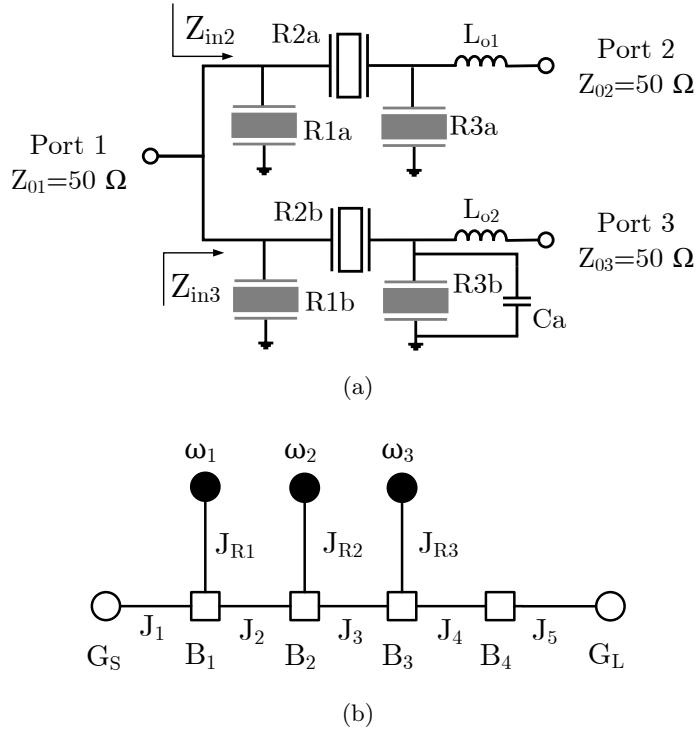 Z_in2
R2a
L_o1
Port 2
Z_02=50 Ω
R1a
R3a
Port 1
Z_01=50 Ω
R2b
L_o2
Port 3
Z_03=50 Ω
Z_in3
R1b
R3b
Ca
(a)
ω_1 ω_2 ω_3
J_R1 J_R2 J_R3
J_1 J_2 J_3 J_4 J_5
G_S B_1 B_2 B_3 B_4 G_L
(b)